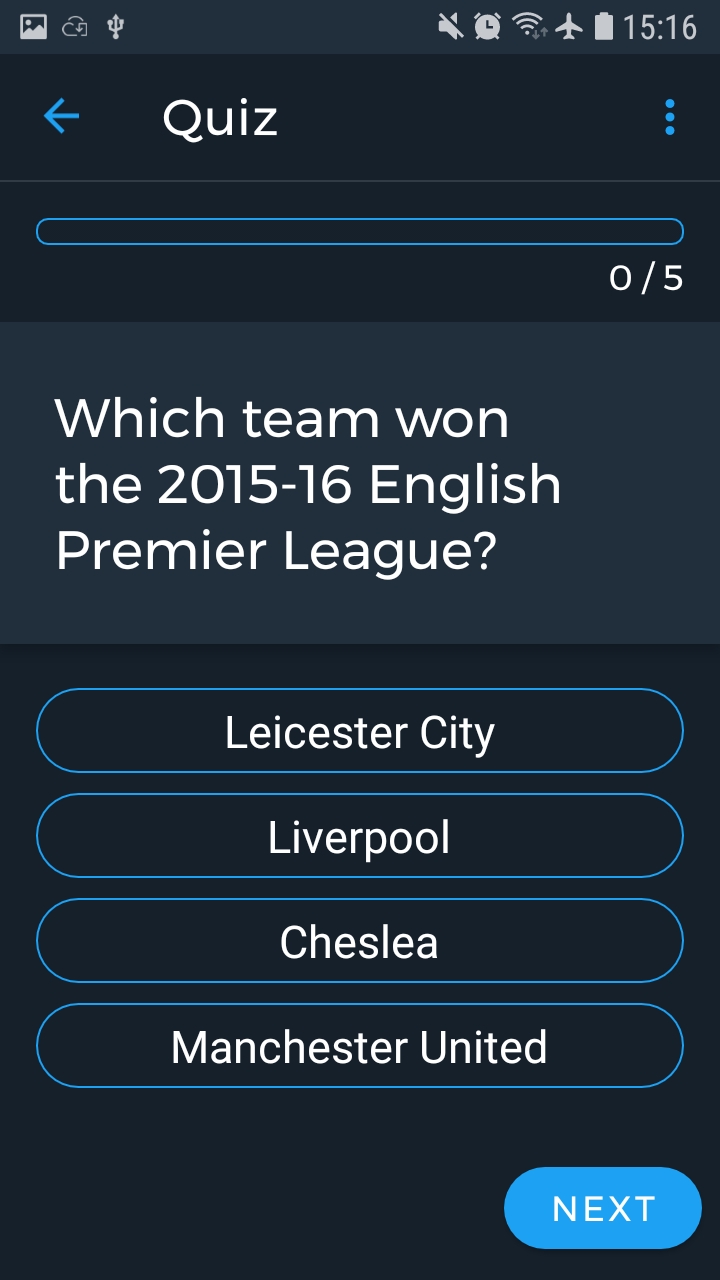 15:16
Quiz
0 / 5
Which team won
the 2015-16 English
Premier League?
Leicester City
Liverpool
Cheslea
Manchester United
NEXT